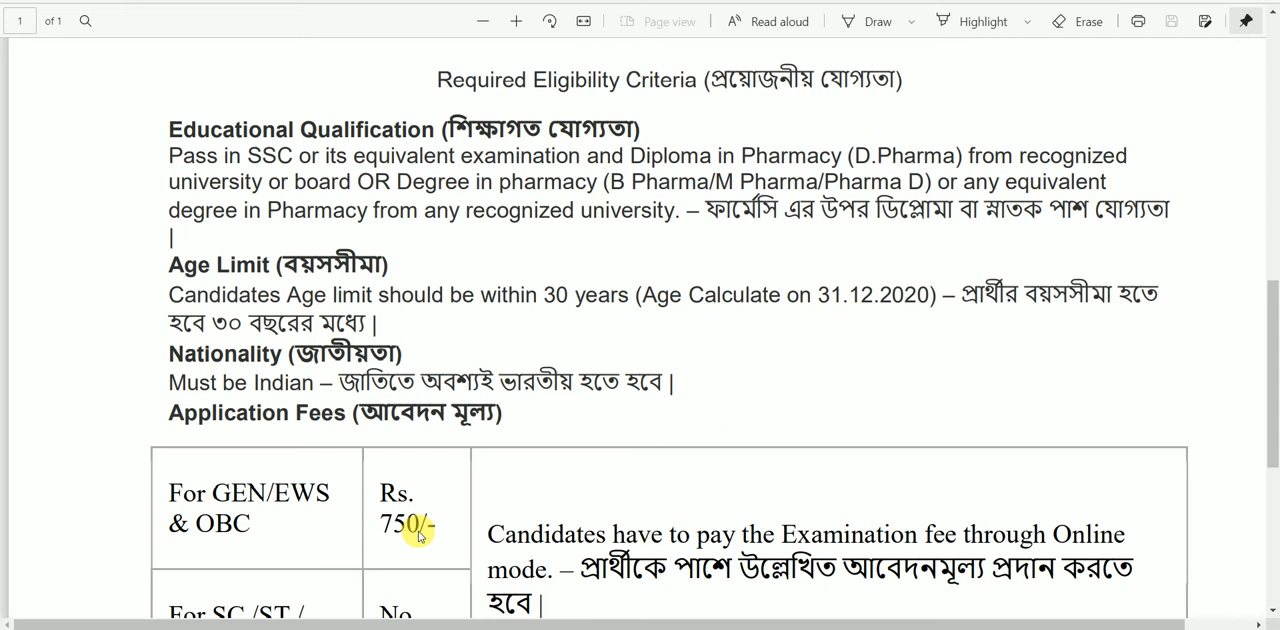 1 of 1 Page view Read aloud Draw Highlight Erase
Required Eligibility Criteria (প্রয়োজনীয় যোগ্যতা)
Educational Qualification (শিক্ষাগত যোগ্যতা)
Pass in SSC or its equivalent examination and Diploma in Pharmacy (D.Pharma) from recognized
university or board OR Degree in pharmacy (B Pharma/M Pharma/Pharma D) or any equivalent
degree in Pharmacy from any recognized university. – ফার্মেসি এর উপর ডিপ্লোমা বা স্নাতক পাশ যোগ্যতা
|
Age Limit (বয়সসীমা)
Candidates Age limit should be within 30 years (Age Calculate on 31.12.2020) – প্রার্থীর বয়সসীমা হতে
হবে ৩০ বছরের মধ্যে |
Nationality (জাতীয়তা)
Must be Indian – জাতিতে অবশ্যই ভারতীয় হতে হবে |
Application Fees (আবেদন মূল্য)
For GEN/EWS
& OBC
Rs.
750/-
Candidates have to pay the Examination fee through Online
mode. – প্রার্থীকে পাশে উল্লেখিত আবেদনমূল্য প্রদান করতে
হবে |
For SC /ST /
No